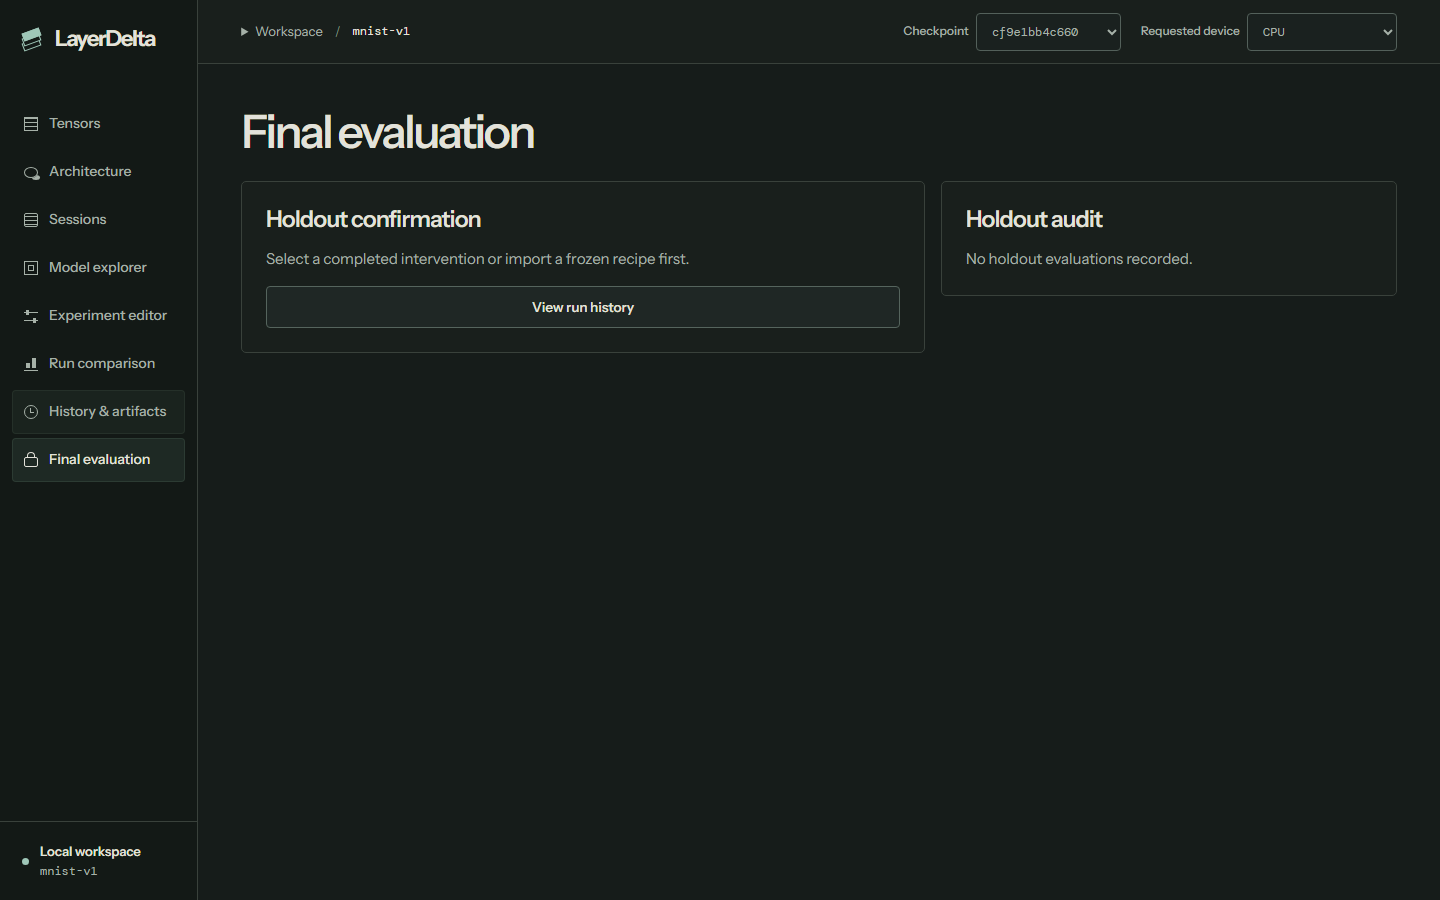 LayerDelta
Workspace / mnist-v1
Checkpoint cf9e1bb4c660
Requested device CPU
Tensors
Architecture
Sessions
Model explorer
Experiment editor
Run comparison
History & artifacts
Final evaluation
Final evaluation
Holdout confirmation
Select a completed intervention or import a frozen recipe first.
View run history
Holdout audit
No holdout evaluations recorded.
Local workspace
mnist-v1